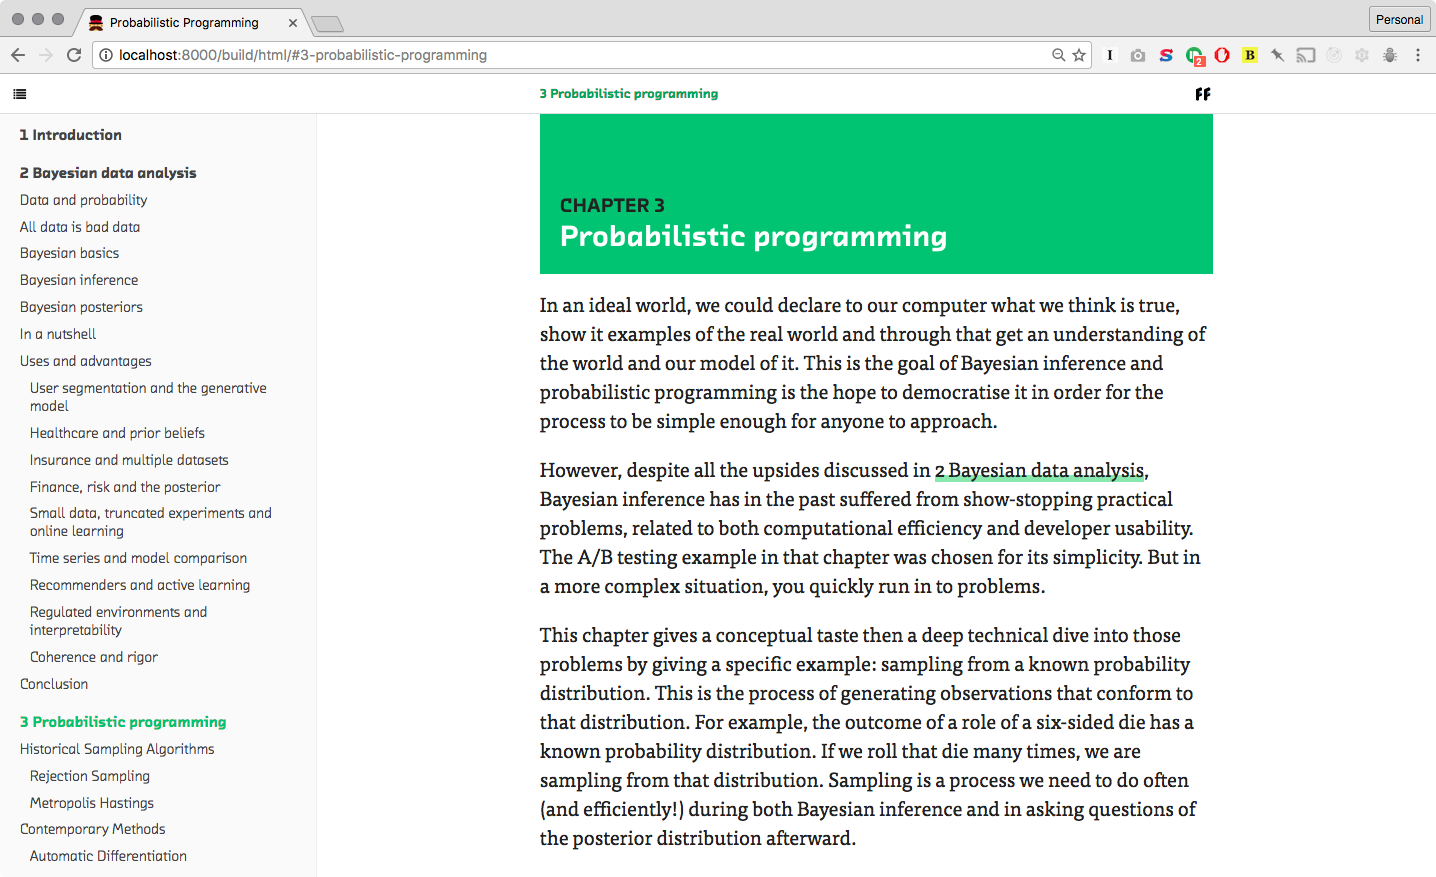 Probabilistic Programming
Personal
localhost:8000/build/html/#3-probabilistic-programming
I
S
2
B
3 Probabilistic programming
FF
1 Introduction
2 Bayesian data analysis
Data and probability
All data is bad data
Bayesian basics
Bayesian inference
Bayesian posteriors
In a nutshell
Uses and advantages
User segmentation and the generative
model
Healthcare and prior beliefs
Insurance and multiple datasets
Finance, risk and the posterior
Small data, truncated experiments and
online learning
Time series and model comparison
Recommenders and active learning
Regulated environments and
interpretability
Coherence and rigor
Conclusion
3 Probabilistic programming
Historical Sampling Algorithms
Rejection Sampling
Metropolis Hastings
Contemporary Methods
Automatic Differentiation
CHAPTER 3
Probabilistic programming
In an ideal world, we could declare to our computer what we think is true,
show it examples of the real world and through that get an understanding of
the world and our model of it. This is the goal of Bayesian inference and
probabilistic programming is the hope to democratise it in order for the
process to be simple enough for anyone to approach.
However, despite all the upsides discussed in 2 Bayesian data analysis,
Bayesian inference has in the past suffered from show-stopping practical
problems, related to both computational efficiency and developer usability.
The A/B testing example in that chapter was chosen for its simplicity. But in
a more complex situation, you quickly run in to problems.
This chapter gives a conceptual taste then a deep technical dive into those
problems by giving a specific example: sampling from a known probability
distribution. This is the process of generating observations that conform to
that distribution. For example, the outcome of a role of a six-sided die has a
known probability distribution. If we roll that die many times, we are
sampling from that distribution. Sampling is a process we need to do often
(and efficiently!) during both Bayesian inference and in asking questions of
the posterior distribution afterward.